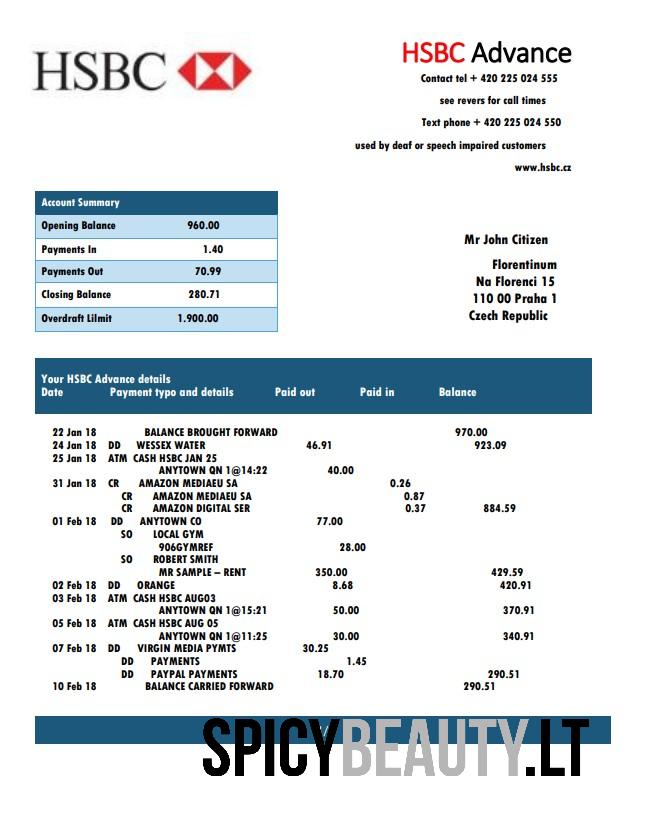 HSBC
HSBC Advance
Contact tel + 420 225 024 555
see revers for call times
Text phone + 420 225 024 550
used by deaf or speech impaired customers
www.hsbc.cz
Account Summary
Opening Balance 960.00
Payments In 1.40
Payments Out 70.99
Closing Balance 280.71
Overdraft Lilmit 1.900.00
Mr John Citizen
Florentinum
Na Florenci 15
110 00 Praha 1
Czech Republic
Your HSBC Advance details
Date Payment typo and details Paid out Paid in Balance
22 Jan 18 BALANCE BROUGHT FORWARD 970.00
24 Jan 18 DD WESSEX WATER 46.91 923.09
25 Jan 18 ATM CASH HSBC JAN 25
ANYTOWN QN 1@14:22 40.00
31 Jan 18 CR AMAZON MEDIAEU SA 0.26
CR AMAZON MEDIAEU SA 0.87
CR AMAZON DIGITAL SER 0.37 884.59
01 Feb 18 DD ANYTOWN CO 77.00
SO LOCAL GYM
906GYMREF 28.00
SO ROBERT SMITH
MR SAMPLE – RENT 350.00 429.59
02 Feb 18 DD ORANGE 8.68 420.91
03 Feb 18 ATM CASH HSBC AUG03
ANYTOWN QN 1@15:21 50.00 370.91
05 Feb 18 ATM CASH HSBC AUG 05
ANYTOWN QN 1@11:25 30.00 340.91
07 Feb 18 DD VIRGIN MEDIA PYMTS 30.25
DD PAYMENTS 1.45
DD PAYPAL PAYMENTS 18.70 290.51
10 Feb 18 BALANCE CARRIED FORWARD 290.51
SPICYBEAUTY.LT